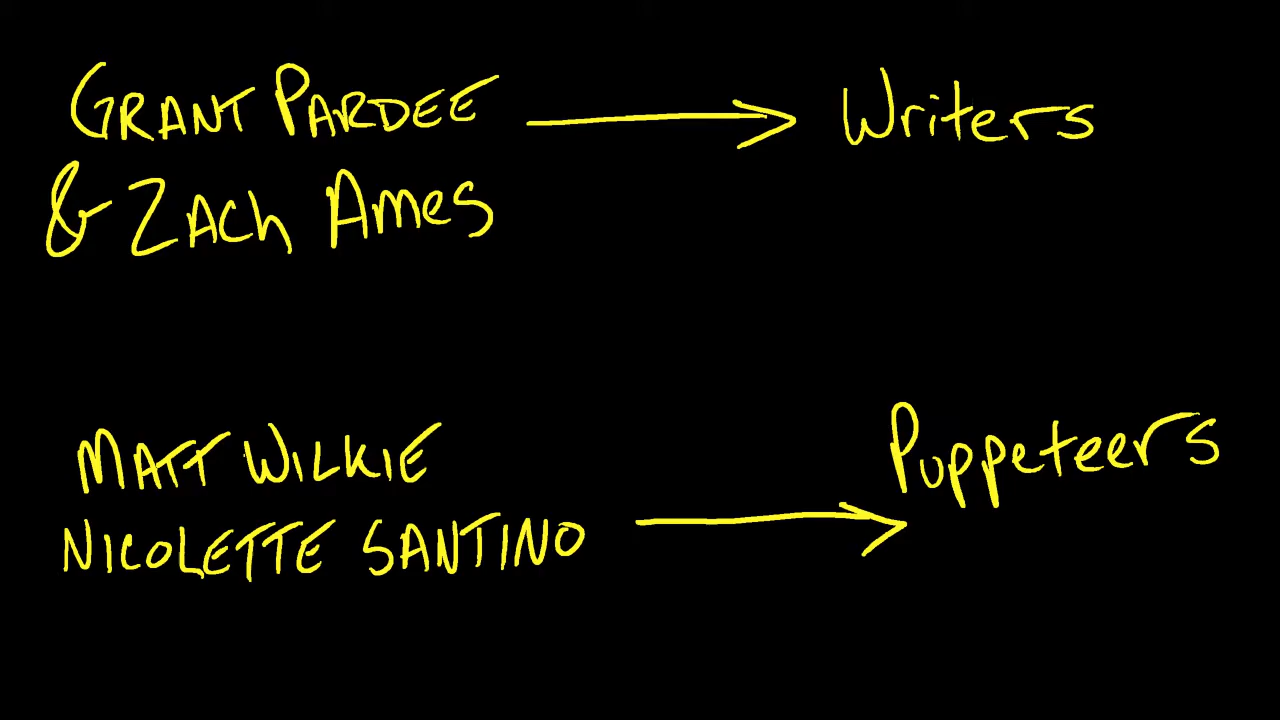 GRANT PARDEE
& ZACH AMES
Writers
MATT WILKIE
NICOLETTE SANTINO
Puppeteers